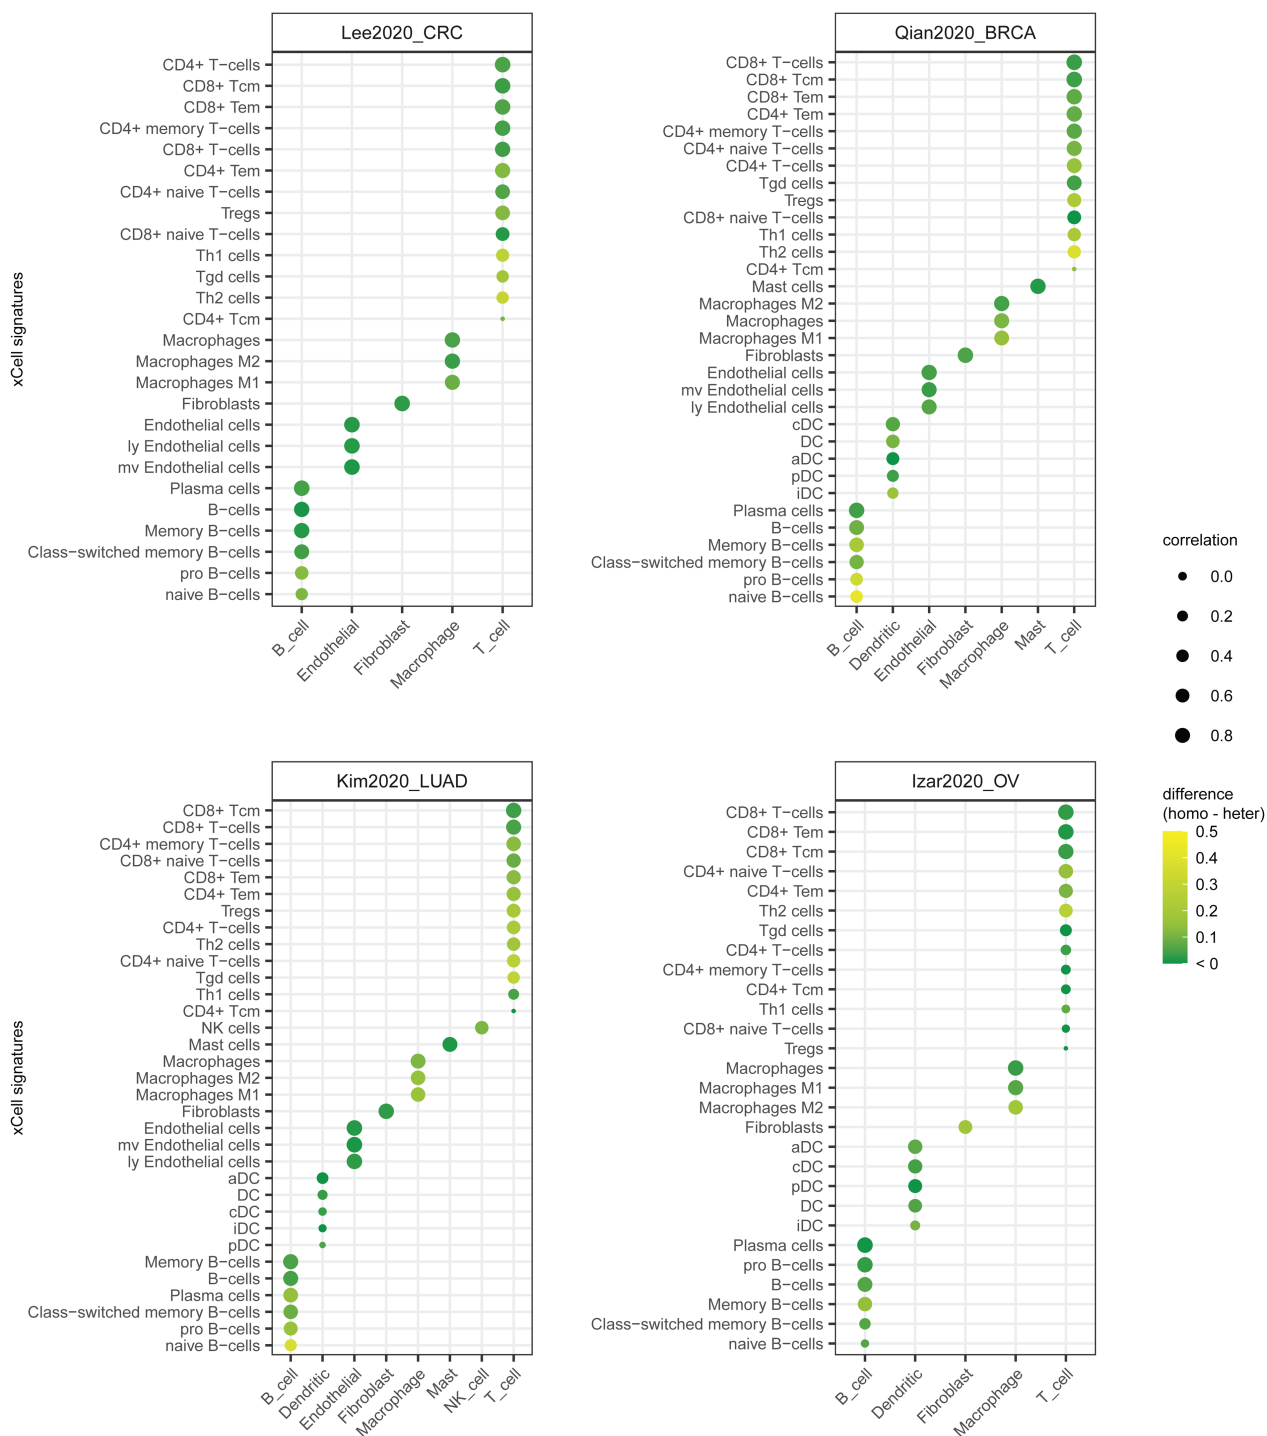 Lee2020_CRC
xCell signatures
CD4+ T−cells
CD8+ Tcm
CD8+ Tem
CD4+ memory T−cells
CD8+ T−cells
CD4+ Tem
CD4+ naive T−cells
Tregs
CD8+ naive T−cells
Th1 cells
Tgd cells
Th2 cells
CD4+ Tcm
Macrophages
Macrophages M2
Macrophages M1
Fibroblasts
Endothelial cells
ly Endothelial cells
mv Endothelial cells
Plasma cells
B−cells
Memory B−cells
Class−switched memory B−cells
pro B−cells
naive B−cells
B_cell
Endothelial
Fibroblast
Macrophage
T_cell
Qian2020_BRCA
CD8+ T−cells
CD8+ Tcm
CD8+ Tem
CD4+ Tem
CD4+ memory T−cells
CD4+ naive T−cells
CD4+ T−cells
Tgd cells
Tregs
CD8+ naive T−cells
Th1 cells
Th2 cells
CD4+ Tcm
Mast cells
Macrophages M2
Macrophages
Macrophages M1
Fibroblasts
Endothelial cells
mv Endothelial cells
ly Endothelial cells
cDC
DC
aDC
pDC
iDC
Plasma cells
B−cells
Memory B−cells
Class−switched memory B−cells
pro B−cells
naive B−cells
B_cell
Dendritic
Endothelial
Fibroblast
Macrophage
Mast
T_cell
correlation
0.0
0.2
0.4
0.6
0.8
difference
(homo - heter)
0.5
0.4
0.3
0.2
0.1
< 0
Kim2020_LUAD
xCell signatures
CD8+ Tcm
CD8+ T−cells
CD4+ memory T−cells
CD8+ naive T−cells
CD8+ Tem
CD4+ Tem
Tregs
CD4+ T−cells
Th2 cells
CD4+ naive T−cells
Tgd cells
Th1 cells
CD4+ Tcm
NK cells
Mast cells
Macrophages
Macrophages M2
Macrophages M1
Fibroblasts
Endothelial cells
mv Endothelial cells
ly Endothelial cells
aDC
DC
cDC
iDC
pDC
Memory B−cells
B−cells
Plasma cells
Class−switched memory B−cells
pro B−cells
naive B−cells
B_cell
Dendritic
Endothelial
Fibroblast
Macrophage
Mast
NK_cell
T_cell
Izar2020_OV
CD8+ T−cells
CD8+ Tem
CD8+ Tcm
CD4+ naive T−cells
CD4+ Tem
Th2 cells
Tgd cells
CD4+ T−cells
CD4+ memory T−cells
CD4+ Tcm
Th1 cells
CD8+ naive T−cells
Tregs
Macrophages
Macrophages M1
Macrophages M2
Fibroblasts
aDC
cDC
pDC
DC
iDC
Plasma cells
pro B−cells
B−cells
Memory B−cells
Class−switched memory B−cells
naive B−cells
B_cell
Dendritic
Fibroblast
Macrophage
T_cell